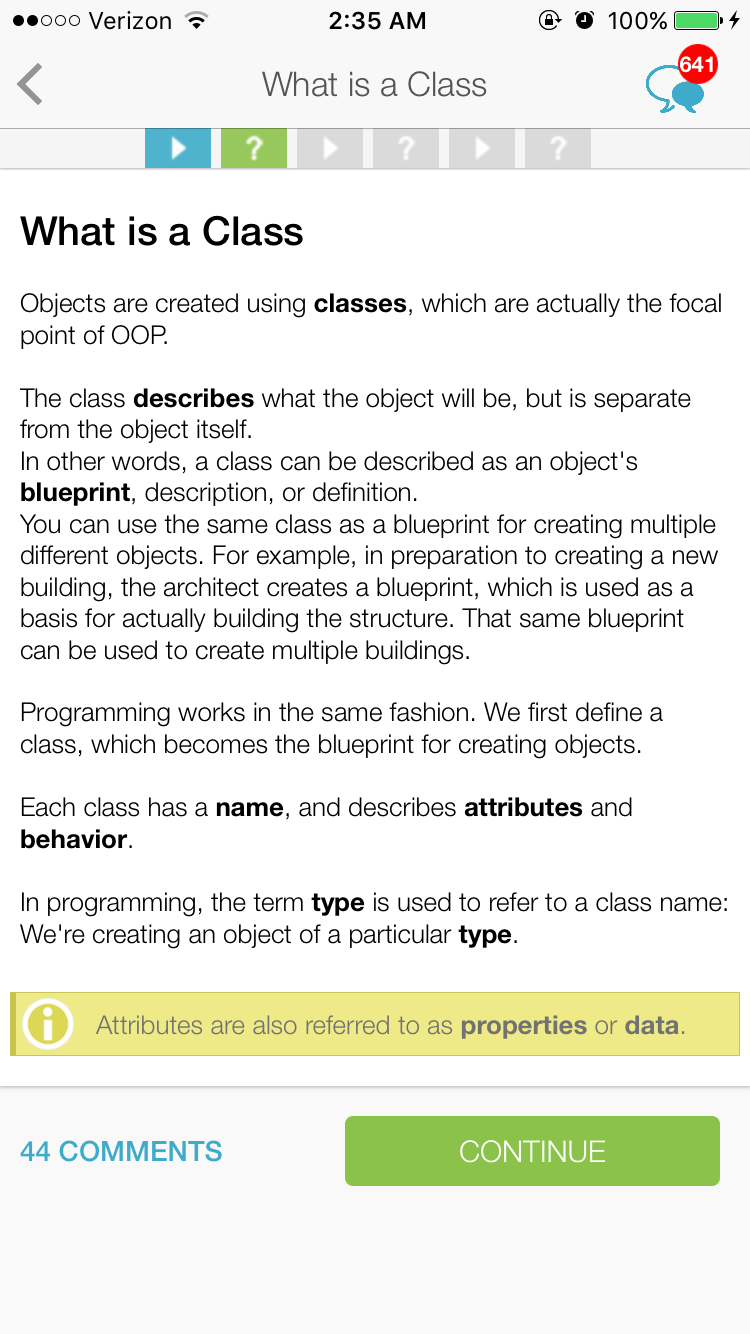 Verizon 2:35 AM 100%
What is a Class
641
? ? ?
What is a Class
Objects are created using classes, which are actually the focal
point of OOP.
The class describes what the object will be, but is separate
from the object itself.
In other words, a class can be described as an object's
blueprint, description, or definition.
You can use the same class as a blueprint for creating multiple
different objects. For example, in preparation to creating a new
building, the architect creates a blueprint, which is used as a
basis for actually building the structure. That same blueprint
can be used to create multiple buildings.
Programming works in the same fashion. We first define a
class, which becomes the blueprint for creating objects.
Each class has a name, and describes attributes and
behavior.
In programming, the term type is used to refer to a class name:
We're creating an object of a particular type.
Attributes are also referred to as properties or data.
44 COMMENTS
CONTINUE